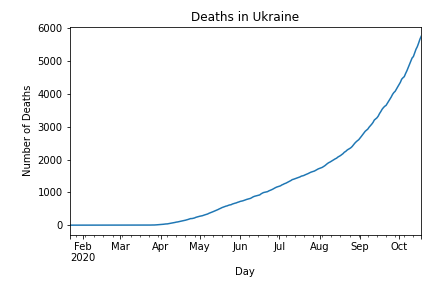 Deaths in Ukraine
Number of Deaths
6000
5000
4000
3000
2000
1000
0
Feb Mar Apr May Jun Jul Aug Sep Oct
2020
Day